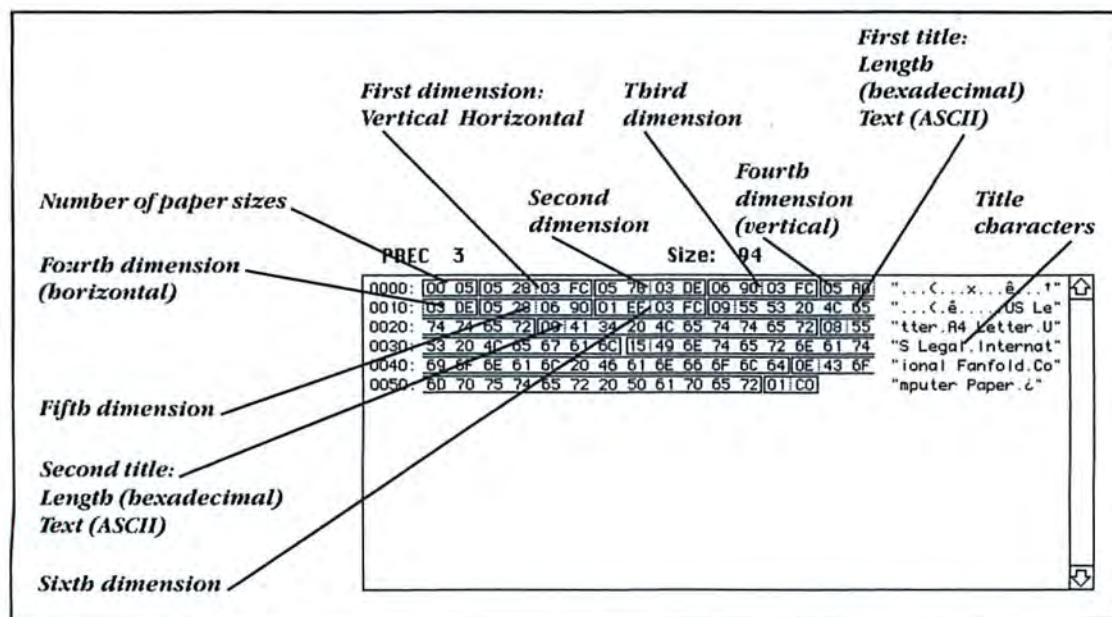 First title:
Length
(hexadecimal)
Text (ASCII)
First dimension:
Vertical Horizontal
Third
dimension
Number of paper sizes
Second
dimension
Fourth
dimension
(vertical)
Title
characters
Fourth dimension
(horizontal)
PREC 3 Size: 94
0000: 00 05 05 28 03 FC 05 78 03 DE 06 90 03 FC 05 A0 "...(...x...ê...†"
0010: 03 DE 05 28 06 90 01 EF 03 FC 09 55 53 20 4C 65 "...(.ê.....US Le"
0020: 74 74 65 72 09 41 34 20 4C 65 74 74 65 72 08 55 "tter.A4 Letter.U"
0030: 53 20 4C 65 67 61 6C 15 49 6E 74 65 72 6E 61 74 "S Legal.Internat"
0040: 69 6F 6E 61 6C 20 46 61 6E 66 6F 6C 64 0E 43 6F "ional Fanfold.Co"
0050: 6D 70 75 74 65 72 20 50 61 70 65 72 01 C0 "mputer Paper.¿"
Fifth dimension
Second title:
Length (hexadecimal)
Text (ASCII)
Sixth dimension